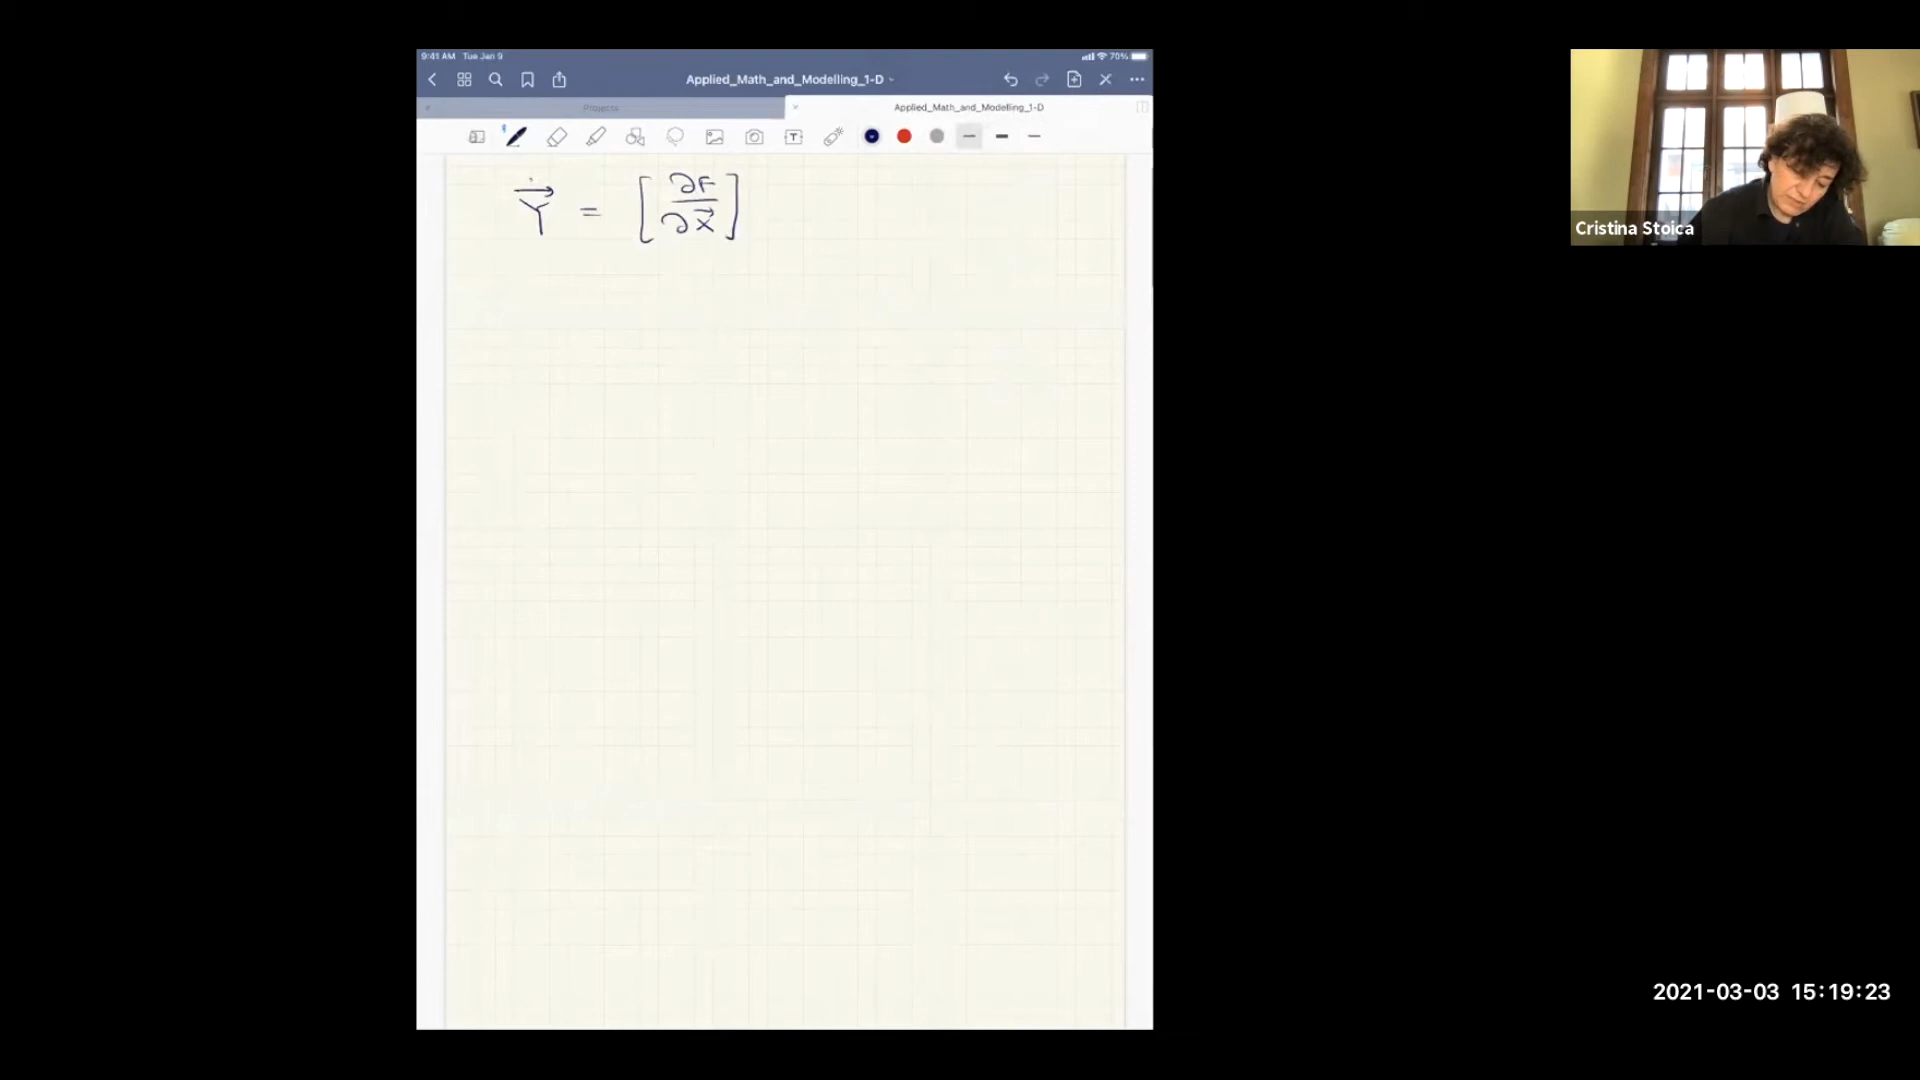 9:41 AM Tue Jan 9
70%
Applied_Math_and_Modelling_1-D
Projects
Applied_Math_and_Modelling_1-D
T
Ẏ⃗ = [∂F/∂X⃗]
Cristina Stoica
2021-03-03 15:19:23